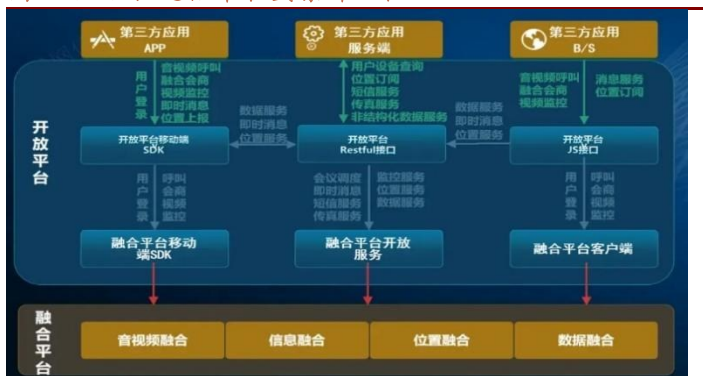 第三方应用
APP
第三方应用
服务端
第三方应用
B/S
用户登录
音视频呼叫
融合会商
视频监控
即时消息
位置上报
用户设备查询
位置订阅
短信服务
传真服务
非结构化数据服务
音视频呼叫
融合会商
视频监控
消息服务
位置订阅
开放平台
数据服务
即时消息
位置服务
数据服务
即时消息
位置服务
开放平台移动端
SDK
开放平台
Restful接口
开放平台
JS接口
用户登录
呼叫
会商
视频
监控
会议调度
即时消息
短信服务
传真服务
监控服务
位置服务
数据服务
用户登录
呼叫
会商
视频
监控
融合平台移动
端SDK
融合平台开放
服务
融合平台客户端
融合平台
音视频融合
信息融合
位置融合
数据融合